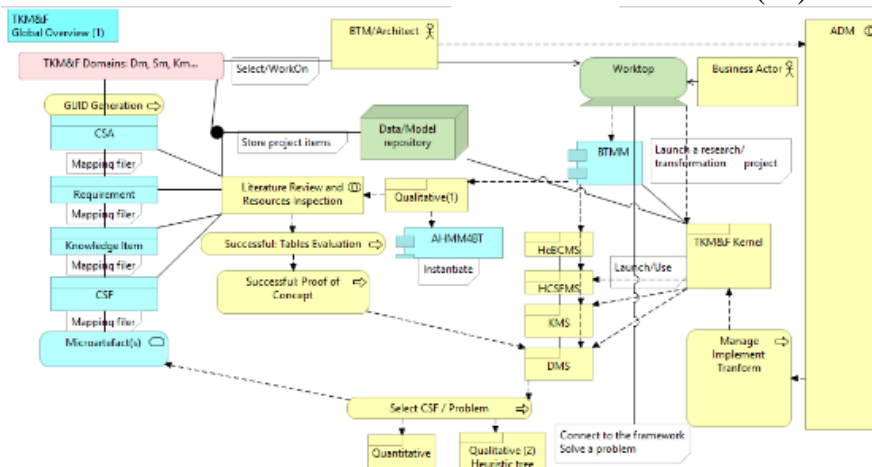 TKM&F
Global Overview (1)
BTM/Architect
ADM
TKM&F Domains: Dm, Sm, Km...
Select/WorkOn
Worktop
Business Actor
GUID Generation
CSA
Store project items
Data/Model
repository
BTMM
Launch a research/
transformation project
Mapping filer
Requirement
Literature Review and
Resources Inspection
Qualitative(1)
Mapping filer
Knowledge Item
Successful: Tables Evaluation
AHMM4BT
HeBCMS
TKM&F Kernel
Mapping filer
Instantiate
Launch/Use
CSF
Successful: Proof of
Concept
HCSFMS
Mapping filer
KMS
Microartefact(s)
DMS
Manage
Implement
Tranform
Select CSF / Problem
Quantitative
Qualitative (2)
Heuristic tree
Connect to the framework
Solve a problem